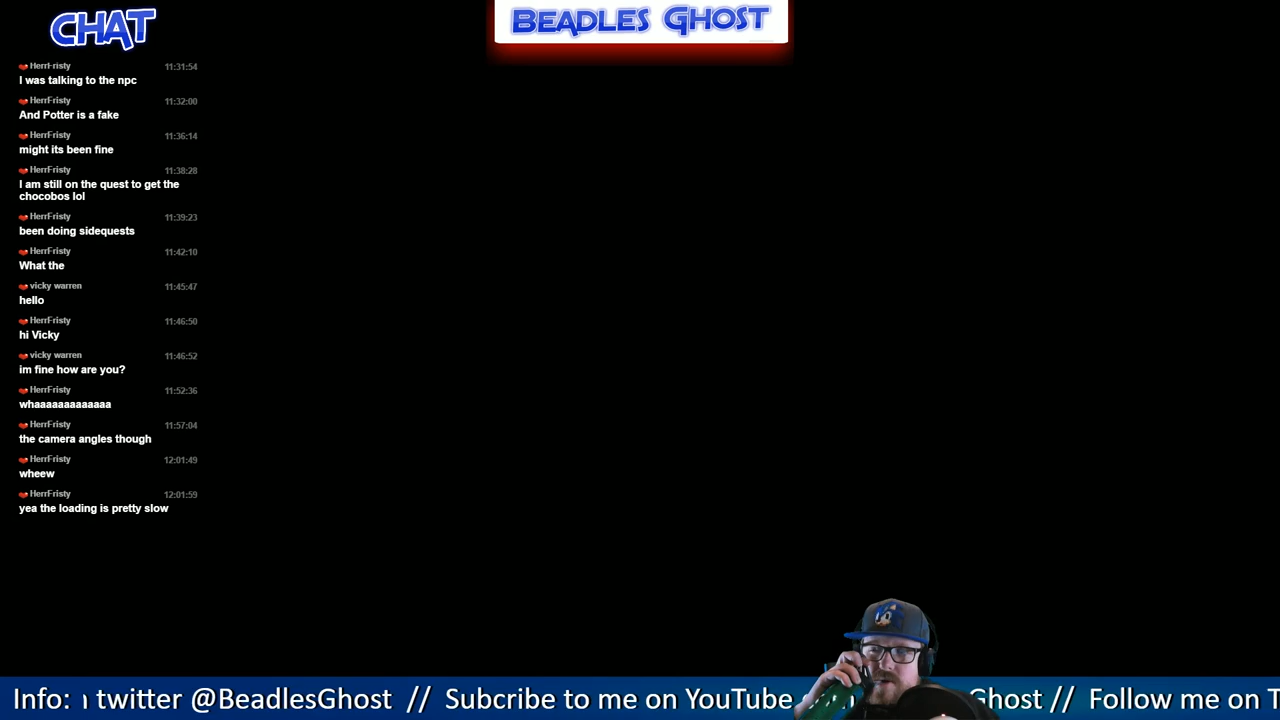 CHAT
BEADLES GHOST
HerrFristy 11:31:54
I was talking to the npc
HerrFristy 11:32:00
And Potter is a fake
HerrFristy 11:36:14
might its been fine
HerrFristy 11:38:28
I am still on the quest to get the
chocobos lol
HerrFristy 11:39:23
been doing sidequests
HerrFristy 11:42:10
What the
vicky warren 11:45:47
hello
HerrFristy 11:46:50
hi Vicky
vicky warren 11:46:52
im fine how are you?
HerrFristy 11:52:36
whaaaaaaaaaaaaa
HerrFristy 11:57:04
the camera angles though
HerrFristy 12:01:49
wheew
HerrFristy 12:01:59
yea the loading is pretty slow
Info: n twitter @BeadlesGhost // Subcribe to me on YouTube Ghost // Follow me on T